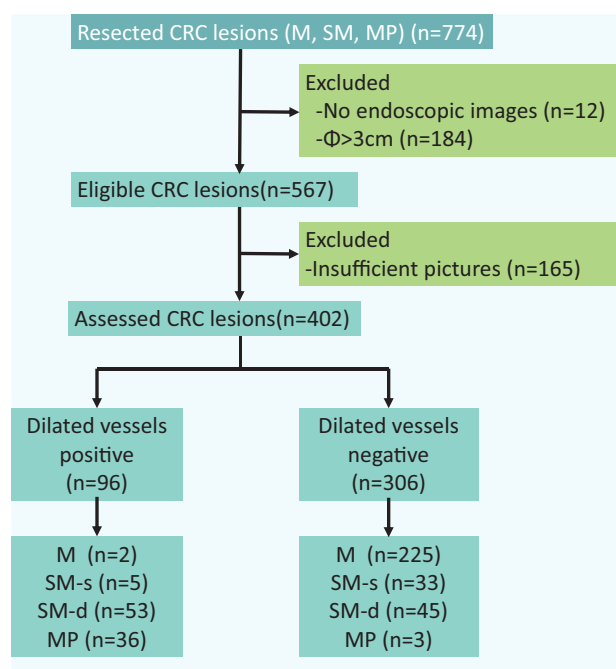 Resected CRC lesions (M, SM, MP) (n=774)
Excluded
-No endoscopic images (n=12)
-Φ>3cm (n=184)
Eligible CRC lesions(n=567)
Excluded
-Insufficient pictures (n=165)
Assessed CRC lesions(n=402)
Dilated vessels
positive
(n=96)
Dilated vessels
negative
(n=306)
M (n=2)
SM-s (n=5)
SM-d (n=53)
MP (n=36)
M (n=225)
SM-s (n=33)
SM-d (n=45)
MP (n=3)